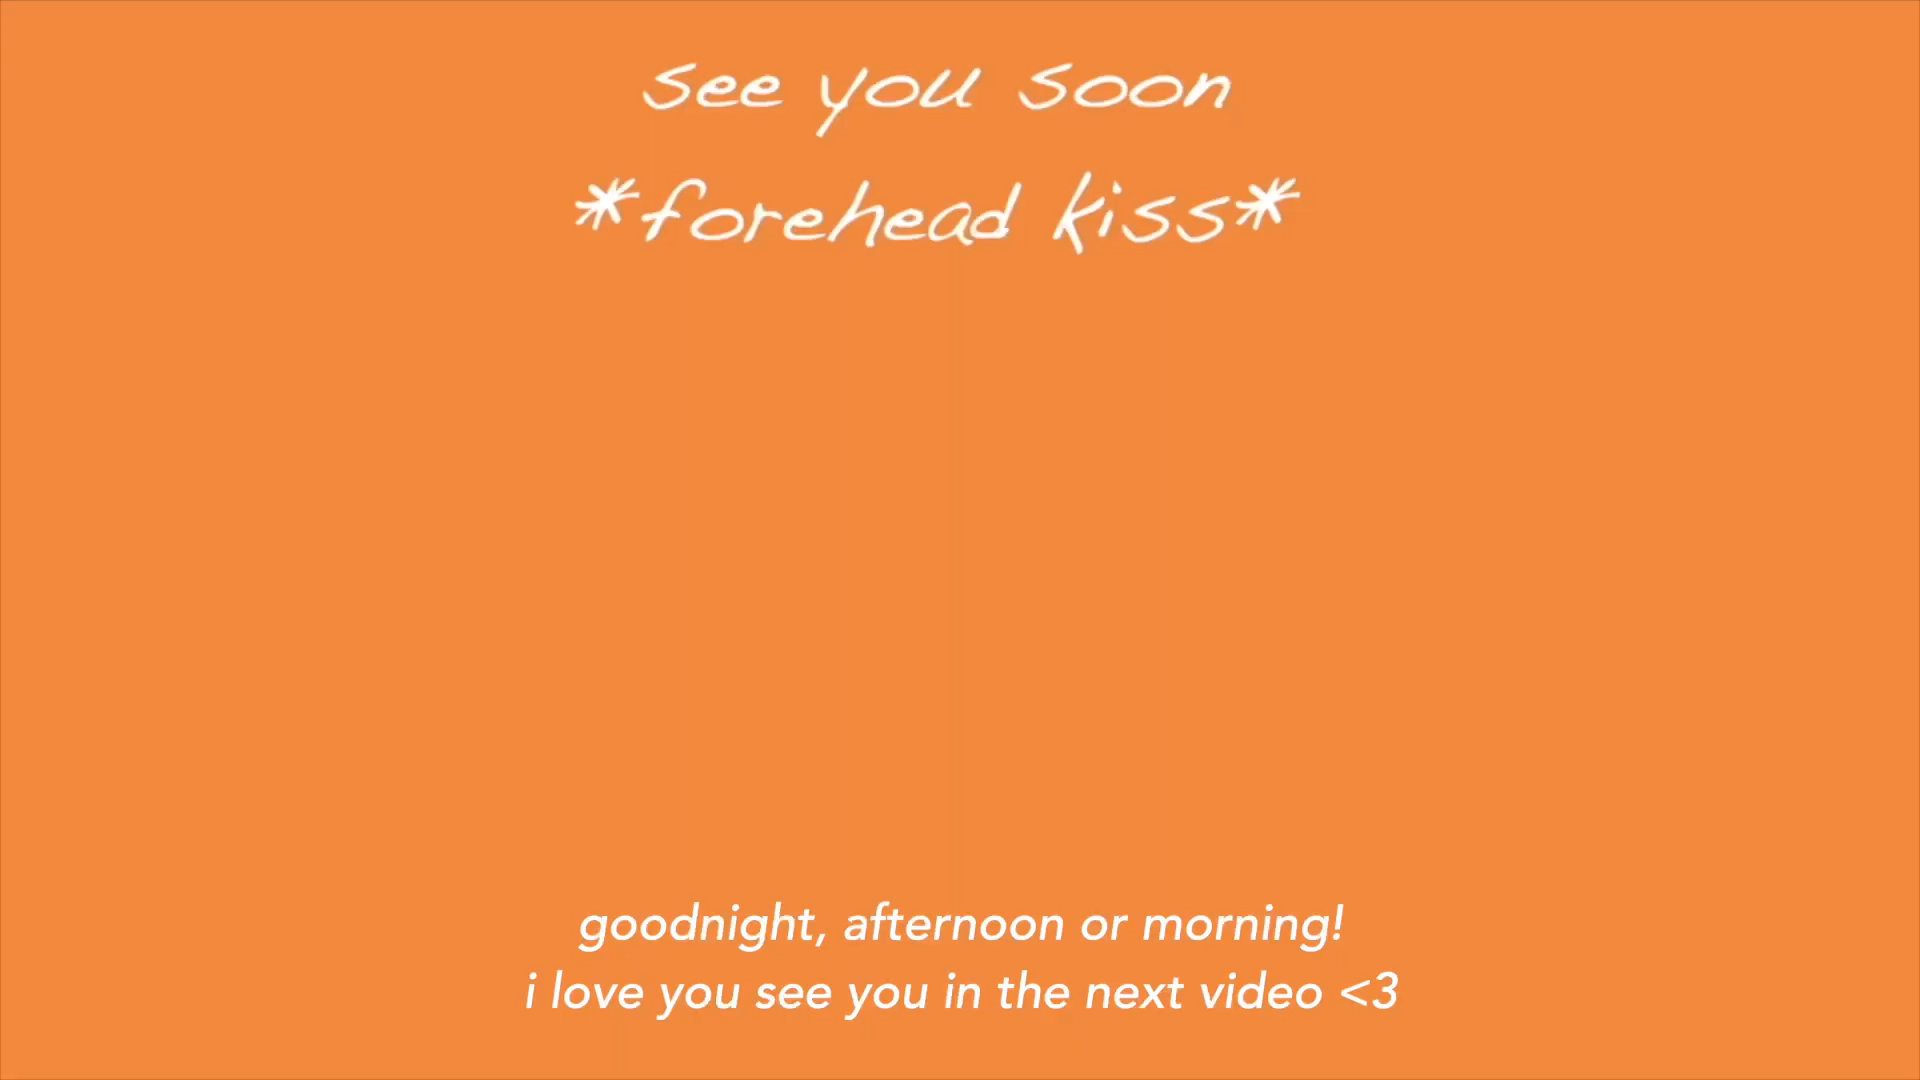 see you soon
*forehead kiss*
goodnight, afternoon or morning!
i love you see you in the next video <3